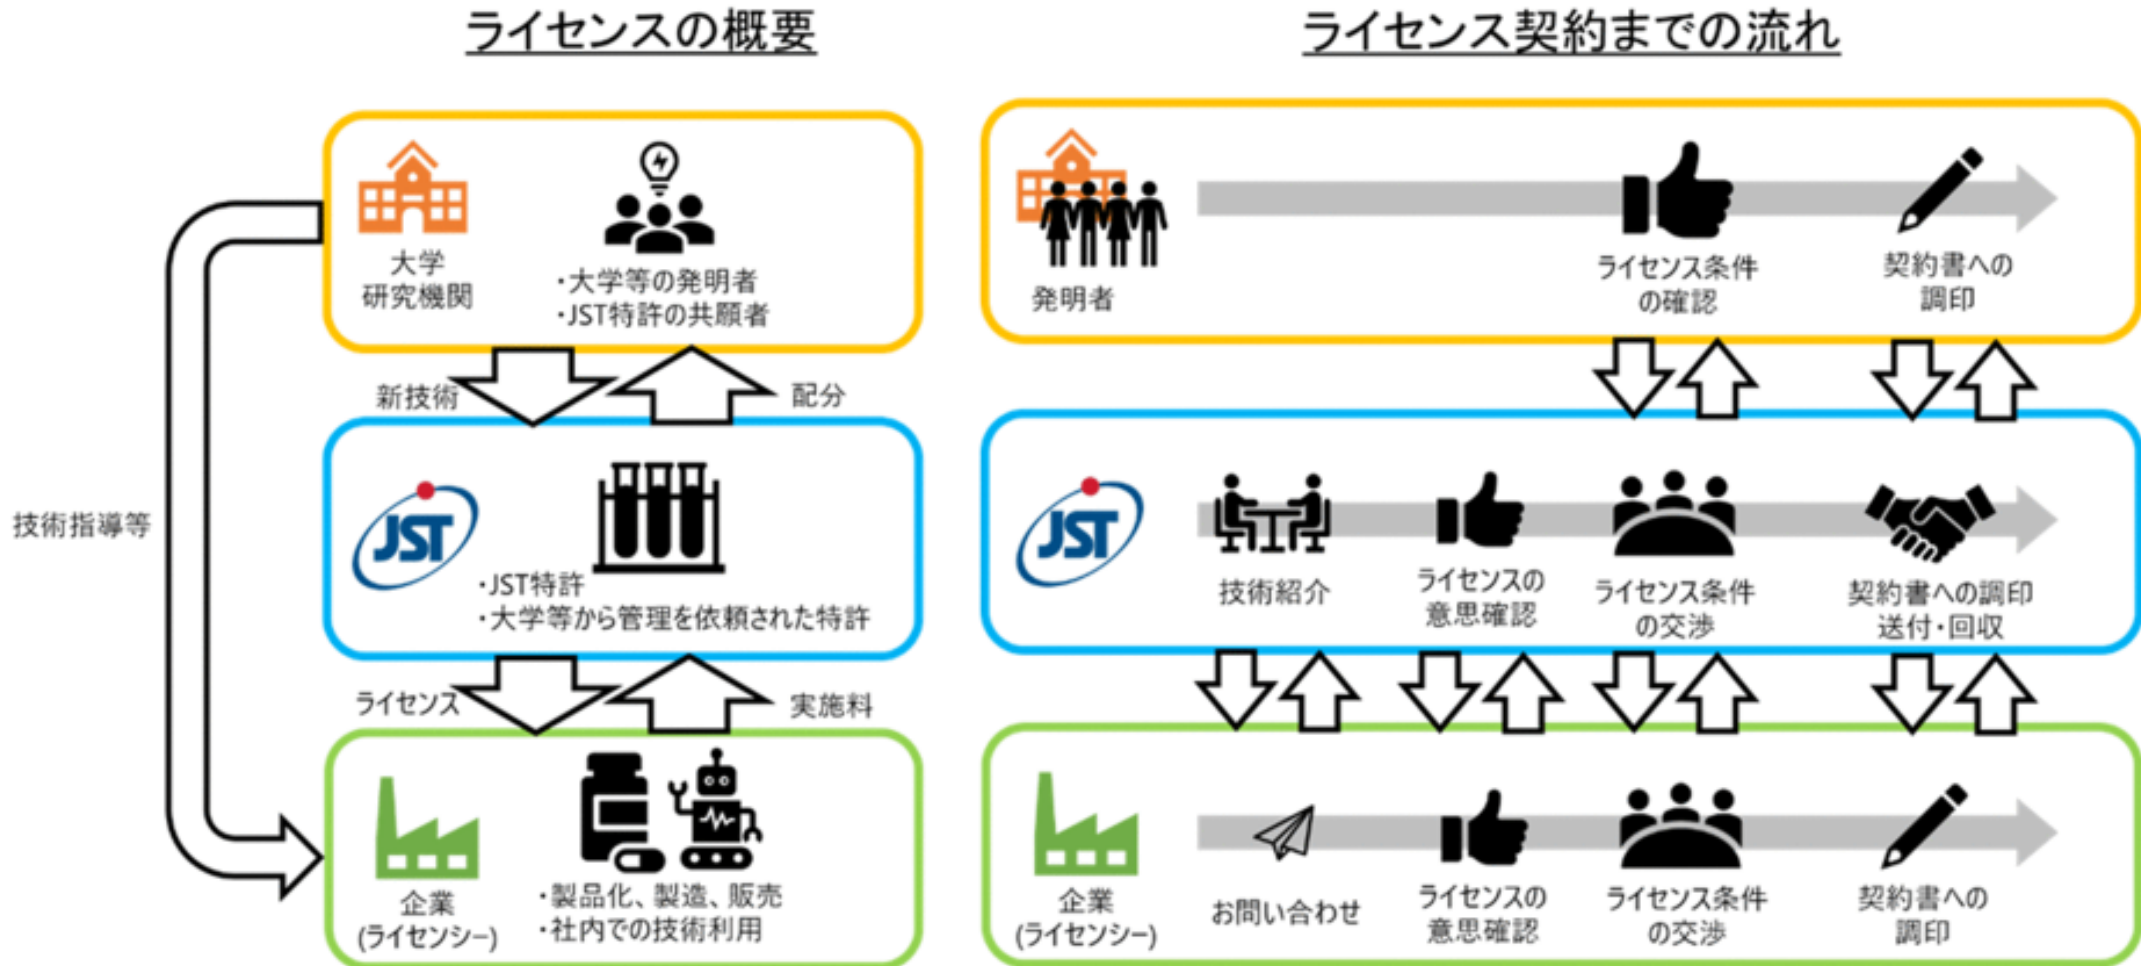 ライセンスの概要
大学
研究機関
・大学等の発明者
・JST特許の共願者
新技術
配分
技術指導等
JST
・JST特許
・大学等から管理を依頼された特許
ライセンス
実施料
企業
(ライセンシー)
・製品化、製造、販売
・社内での技術利用
ライセンス契約までの流れ
発明者
ライセンス条件
の確認
契約書への
調印
JST
技術紹介
ライセンスの
意思確認
ライセンス条件
の交渉
契約書への調印
送付・回収
企業
(ライセンシー)
お問い合わせ
ライセンスの
意思確認
ライセンス条件
の交渉
契約書への
調印